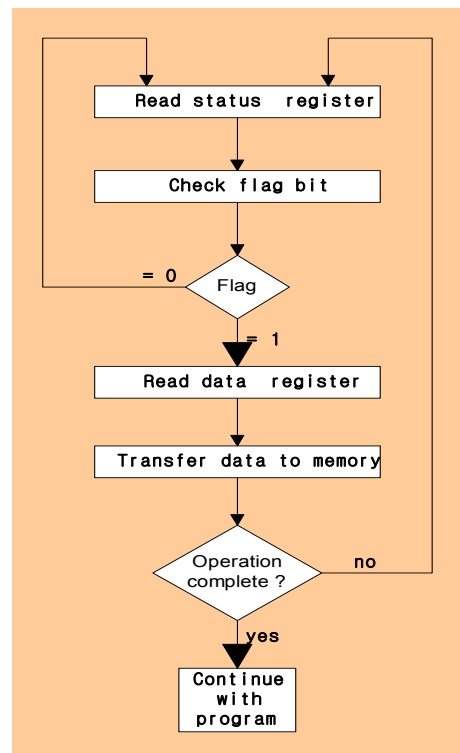 Read status register
Check flag bit
= 0
Flag
= 1
Read data register
Transfer data to memory
Operation
complete ?
no
yes
Continue
with
program